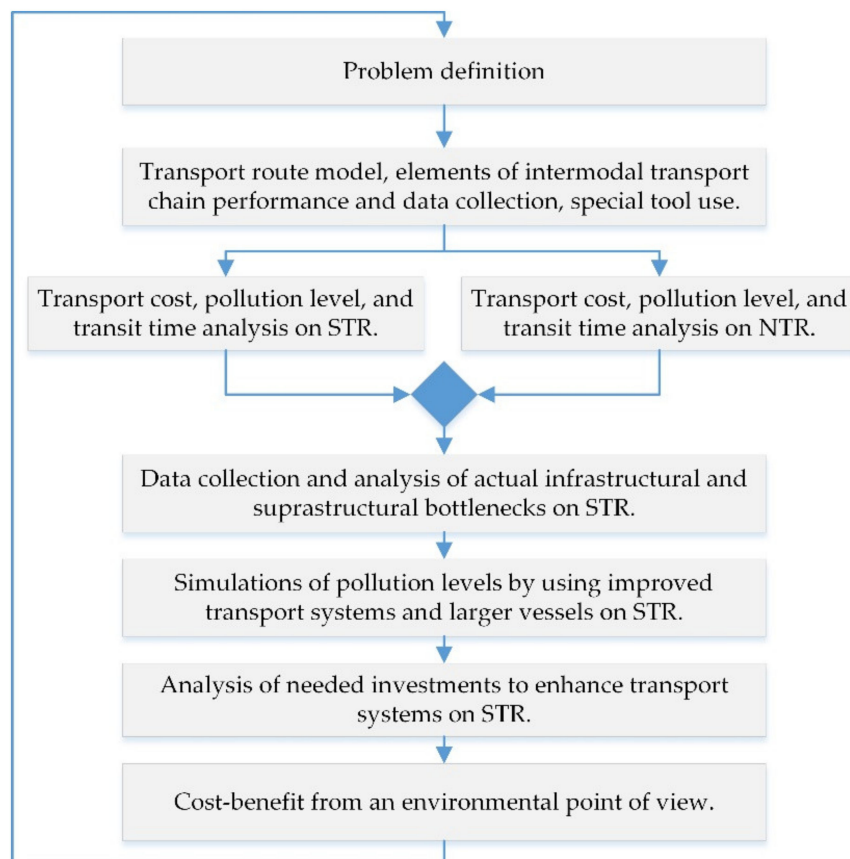 Problem definition
Transport route model, elements of intermodal transport
chain performance and data collection, special tool use.
Transport cost, pollution level, and
transit time analysis on STR.
Transport cost, pollution level, and
transit time analysis on NTR.
Data collection and analysis of actual infrastructural and
suprastructural bottlenecks on STR.
Simulations of pollution levels by using improved
transport systems and larger vessels on STR.
Analysis of needed investments to enhance transport
systems on STR.
Cost-benefit from an environmental point of view.